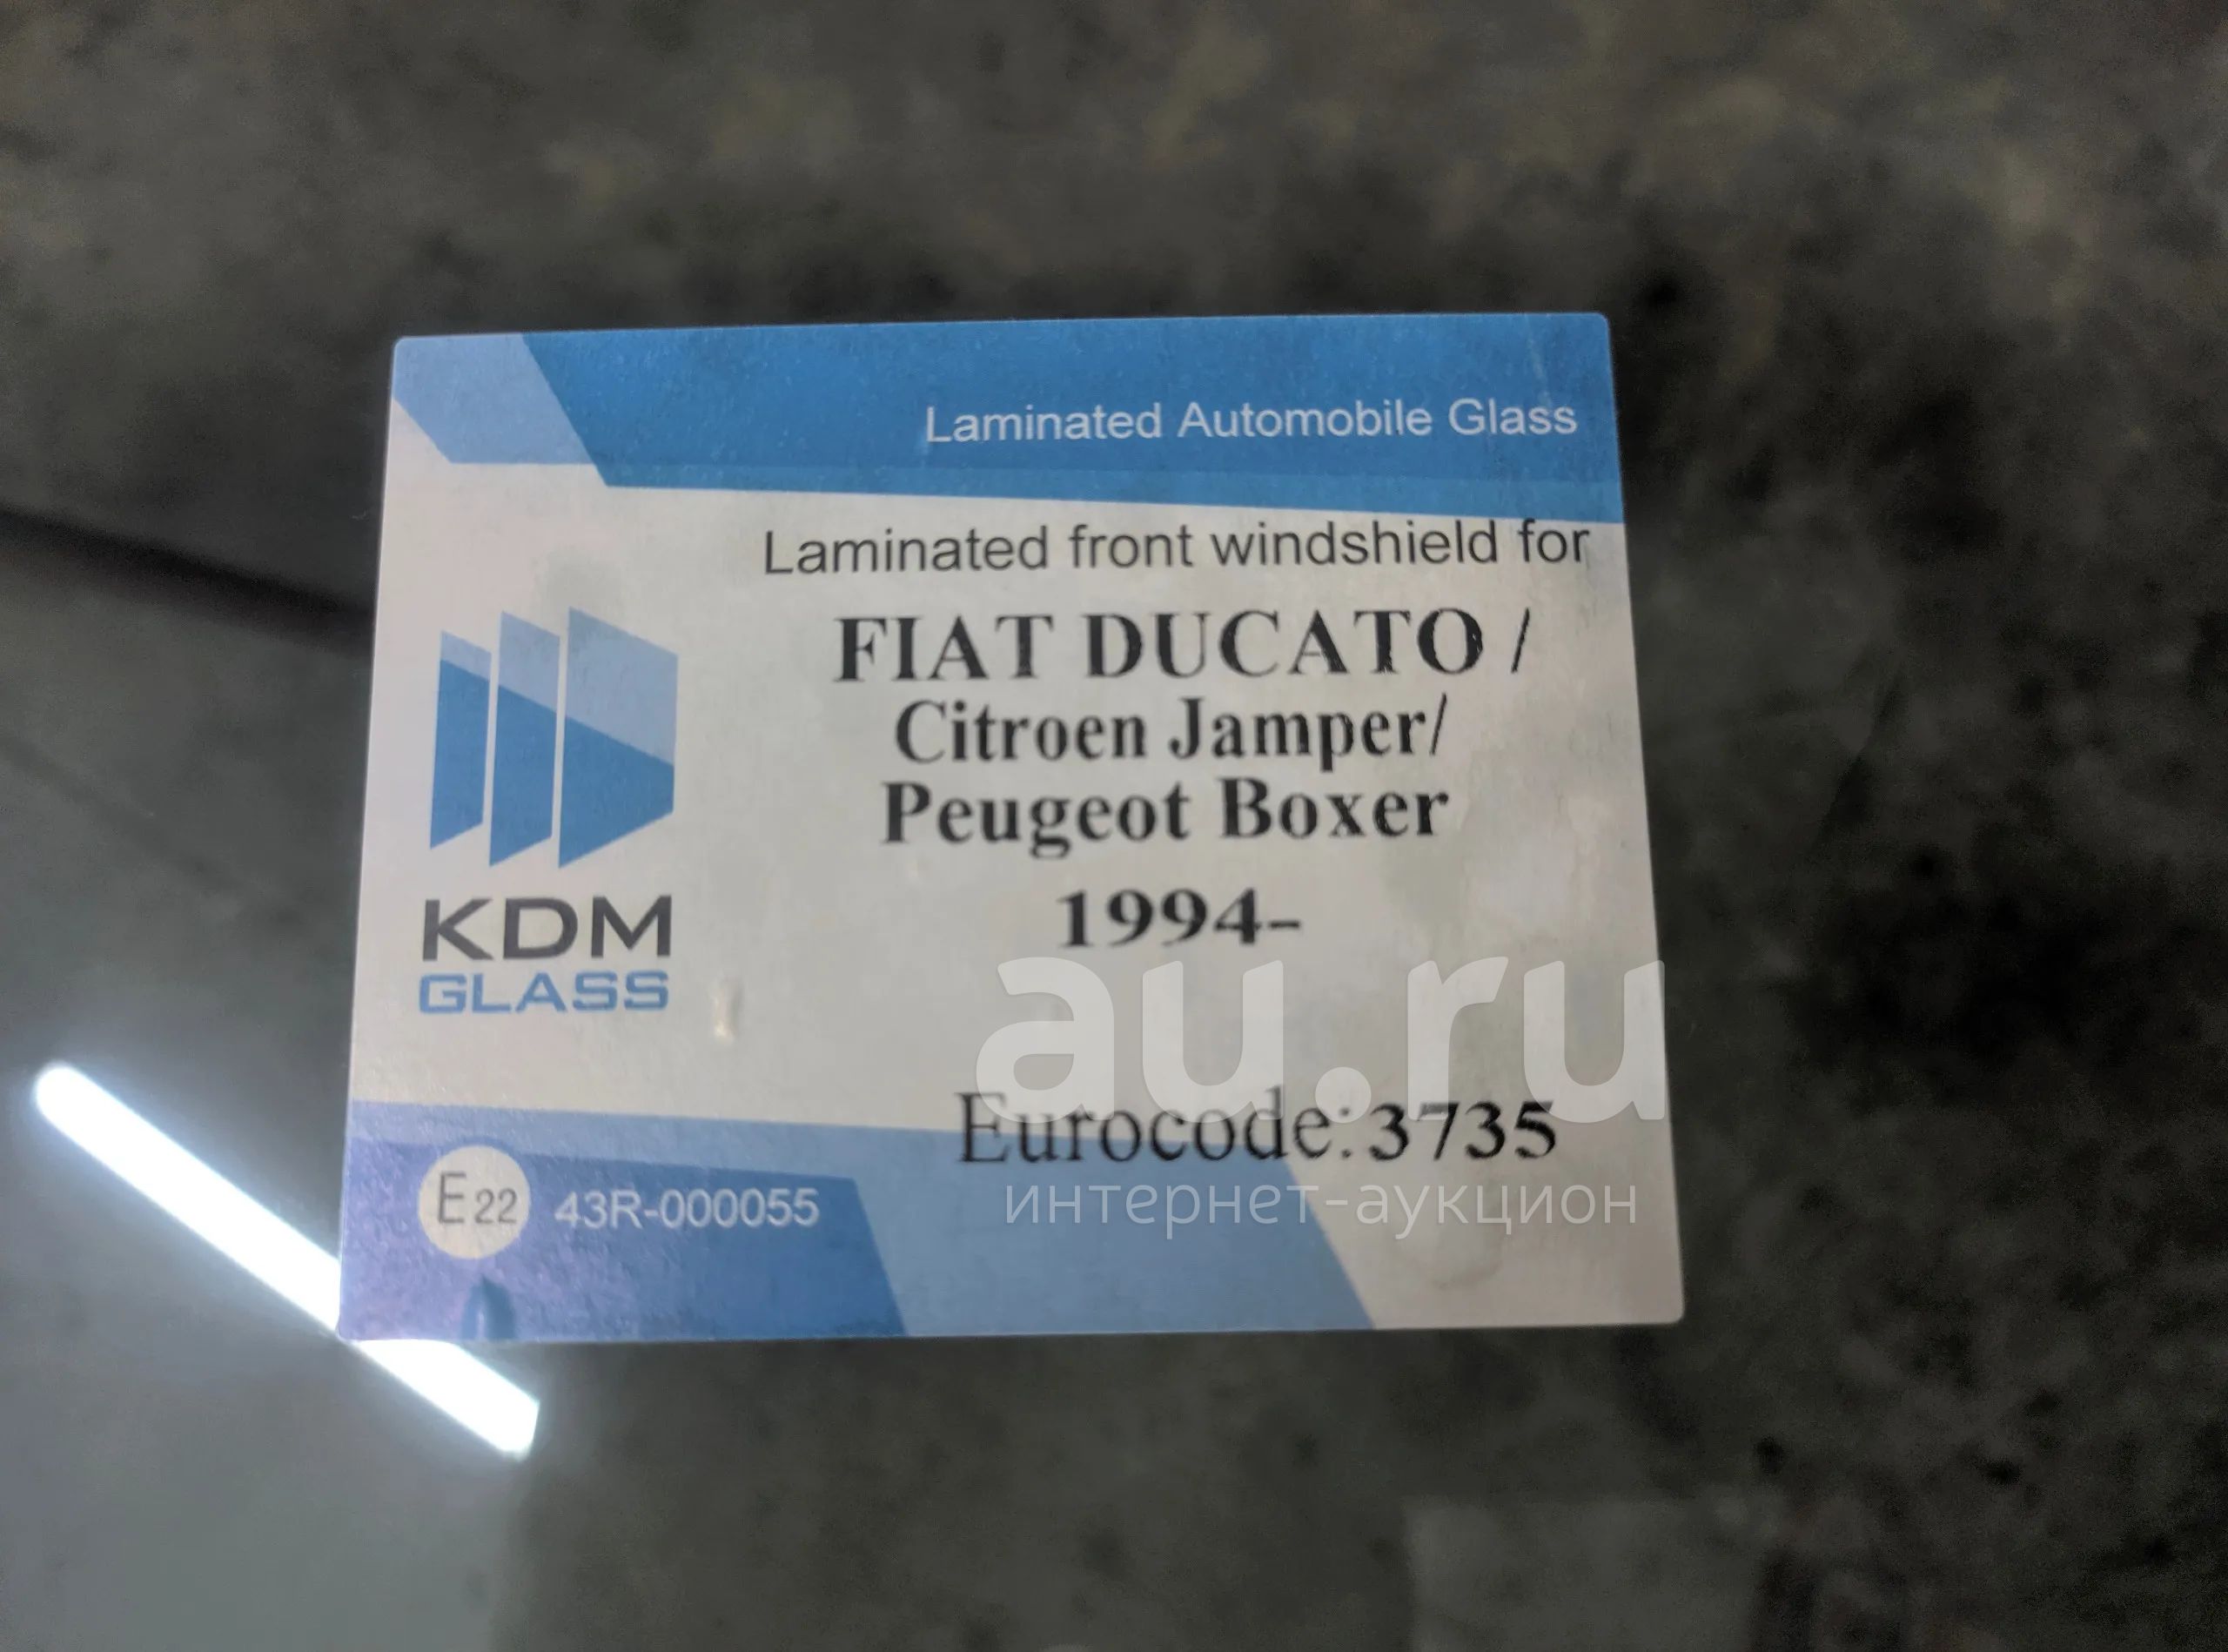 Laminated Automobile Glass
Laminated front windshield for
FIAT DUCATO /
Citroen Jamper/
Peugeot Boxer
1994-
KDM
GLASS
au.ru
Eurocode:3735
интернет-аукцион
E22 43R-000055